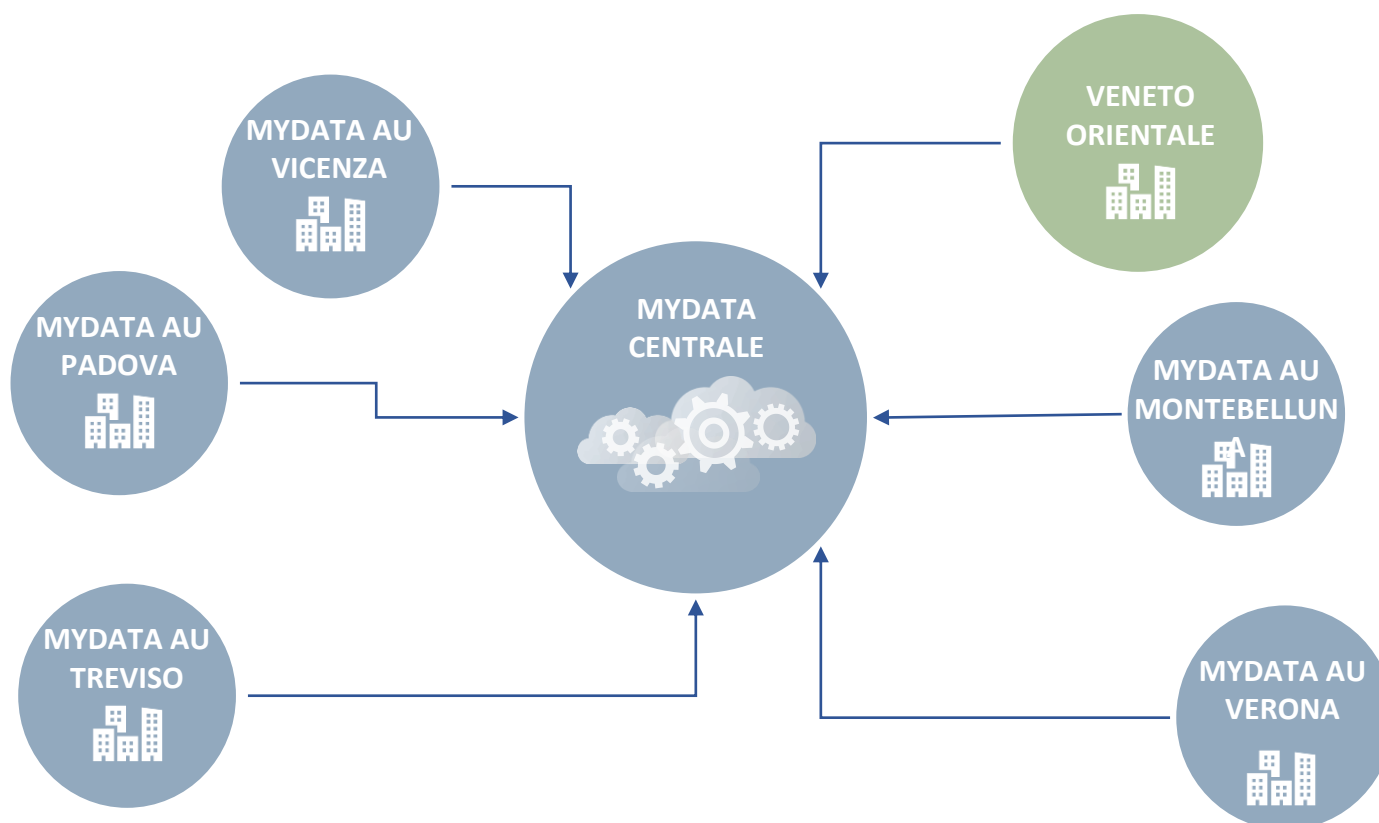 MYDATA AU
VICENZA
VENETO
ORIENTALE
MYDATA AU
PADOVA
MYDATA
CENTRALE
MYDATA AU
MONTEBELLUN
A
MYDATA AU
TREVISO
MYDATA AU
VERONA